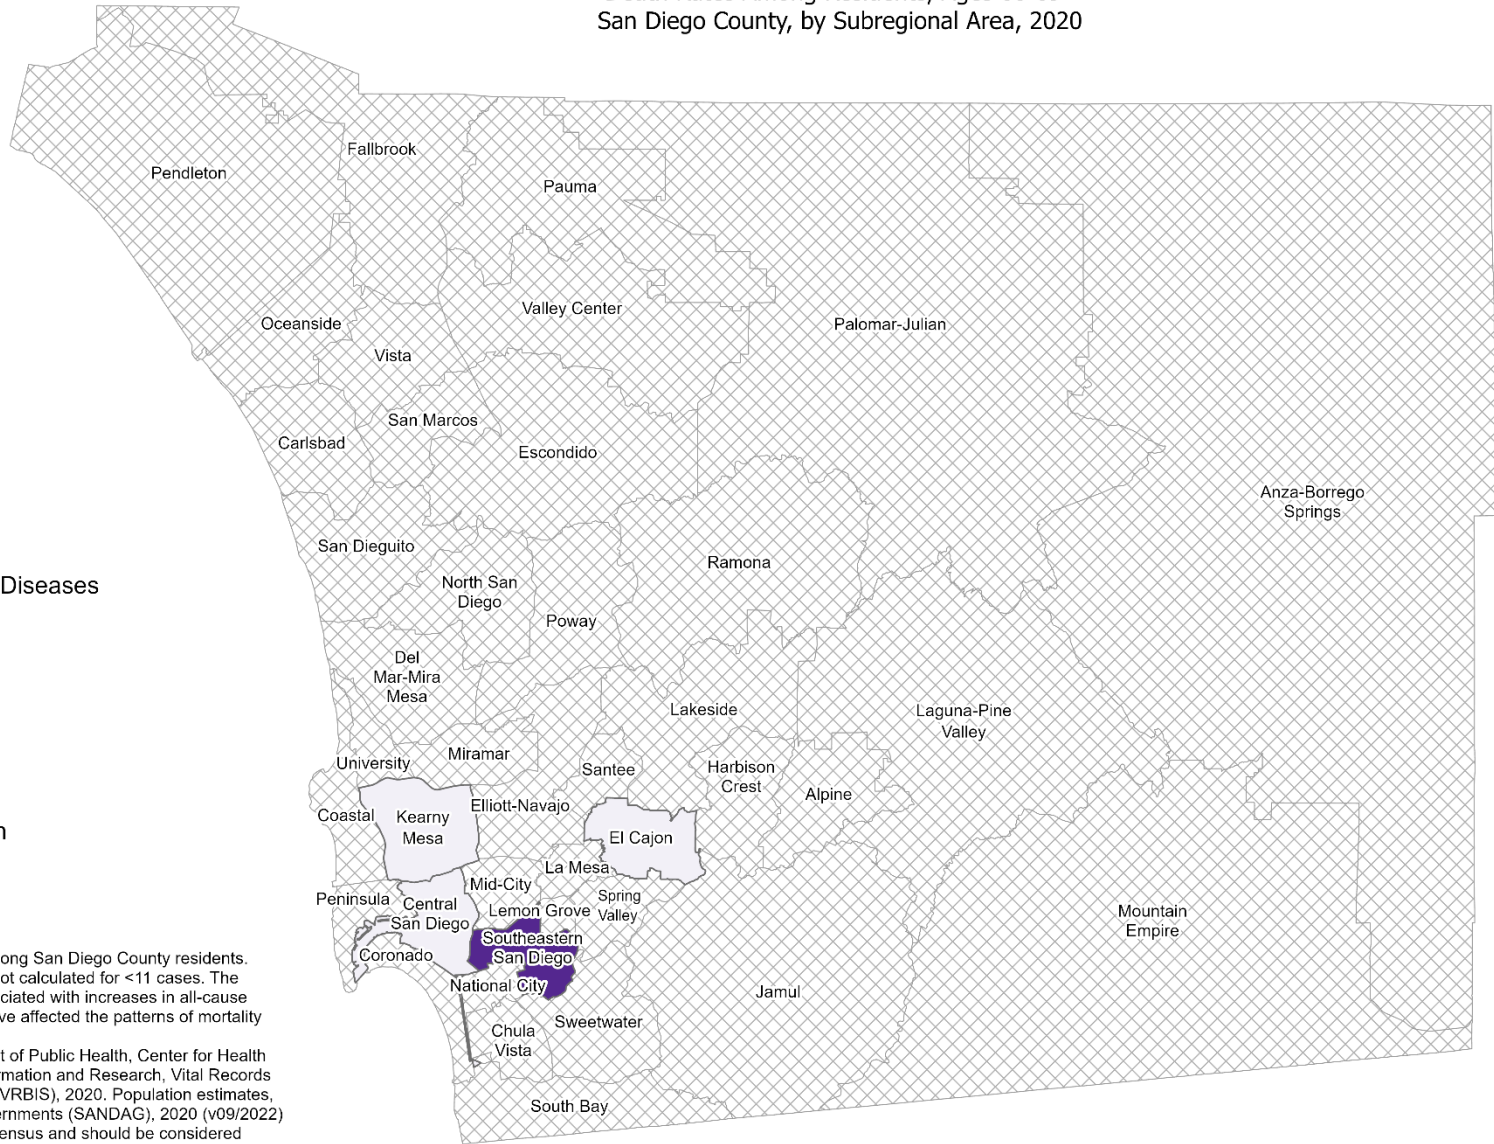 San Diego County, by Subregional Area, 2020
Fallbrook
Pendleton
Pauma
Valley Center
Oceanside
Palomar-Julian
Vista
San Marcos
Carlsbad
Escondido
Anza-Borrego
Springs
San Dieguito
Ramona
North San
Diego
Diseases
Poway
Del
Mar-Mira
Mesa
Lakeside
Laguna-Pine
Valley
Miramar
University
Santee
Harbison
Crest
Alpine
Elliott-Navajo
Coastal
Kearny
Mesa
El Cajon
La Mesa
Mid-City
Peninsula
Central
San Diego
Spring
Valley
Lemon Grove
Mountain
Empire
Southeastern
San Diego
Coronado
National City
Jamul
Sweetwater
Chula
Vista
South Bay
ong San Diego County residents.
ot calculated for <11 cases. The
ciated with increases in all-cause
ve affected the patterns of mortality
t of Public Health, Center for Health
rmation and Research, Vital Records
VRBIS), 2020. Population estimates,
ernments (SANDAG), 2020 (v09/2022)
ensus and should be considered